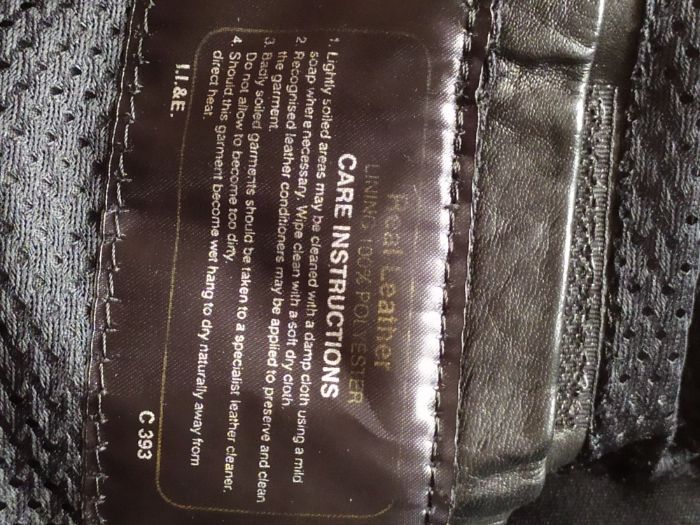 Real Leather
LINING 100% POLYESTER
CARE INSTRUCTIONS
1. Lightly soiled areas may be cleaned with a damp cloth using a mild
soap where necessary. Wipe clean with a soft dry cloth.
2. Recognised leather conditioners may be applied to preserve and clean
the garment.
3. Badly soiled garments should be taken to a specialist leather cleaner.
Do not allow to become too dirty.
4. Should this garment become wet hang to dry naturally away from
direct heat.
I.I.&E.
C 393